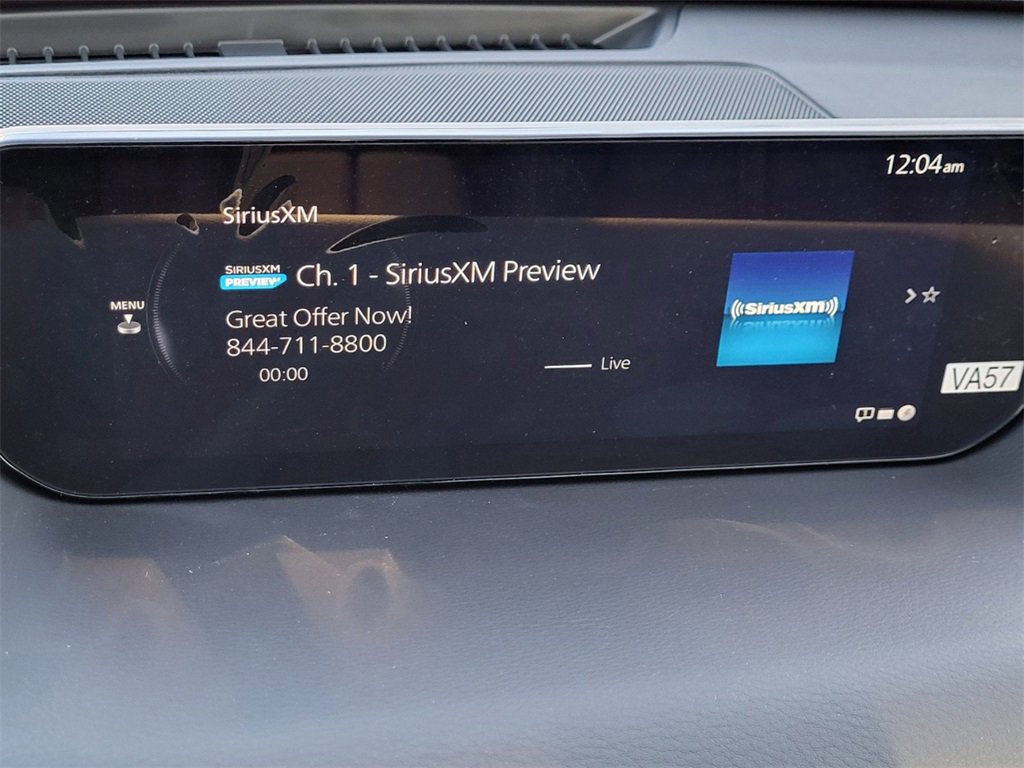 12:04am
SiriusXM
SIRIUSXM
PREVIEW
Ch. 1 - SiriusXM Preview
MENU
Great Offer Now!
844-711-8800
00:00
Live
((SiriusXM))
VA57